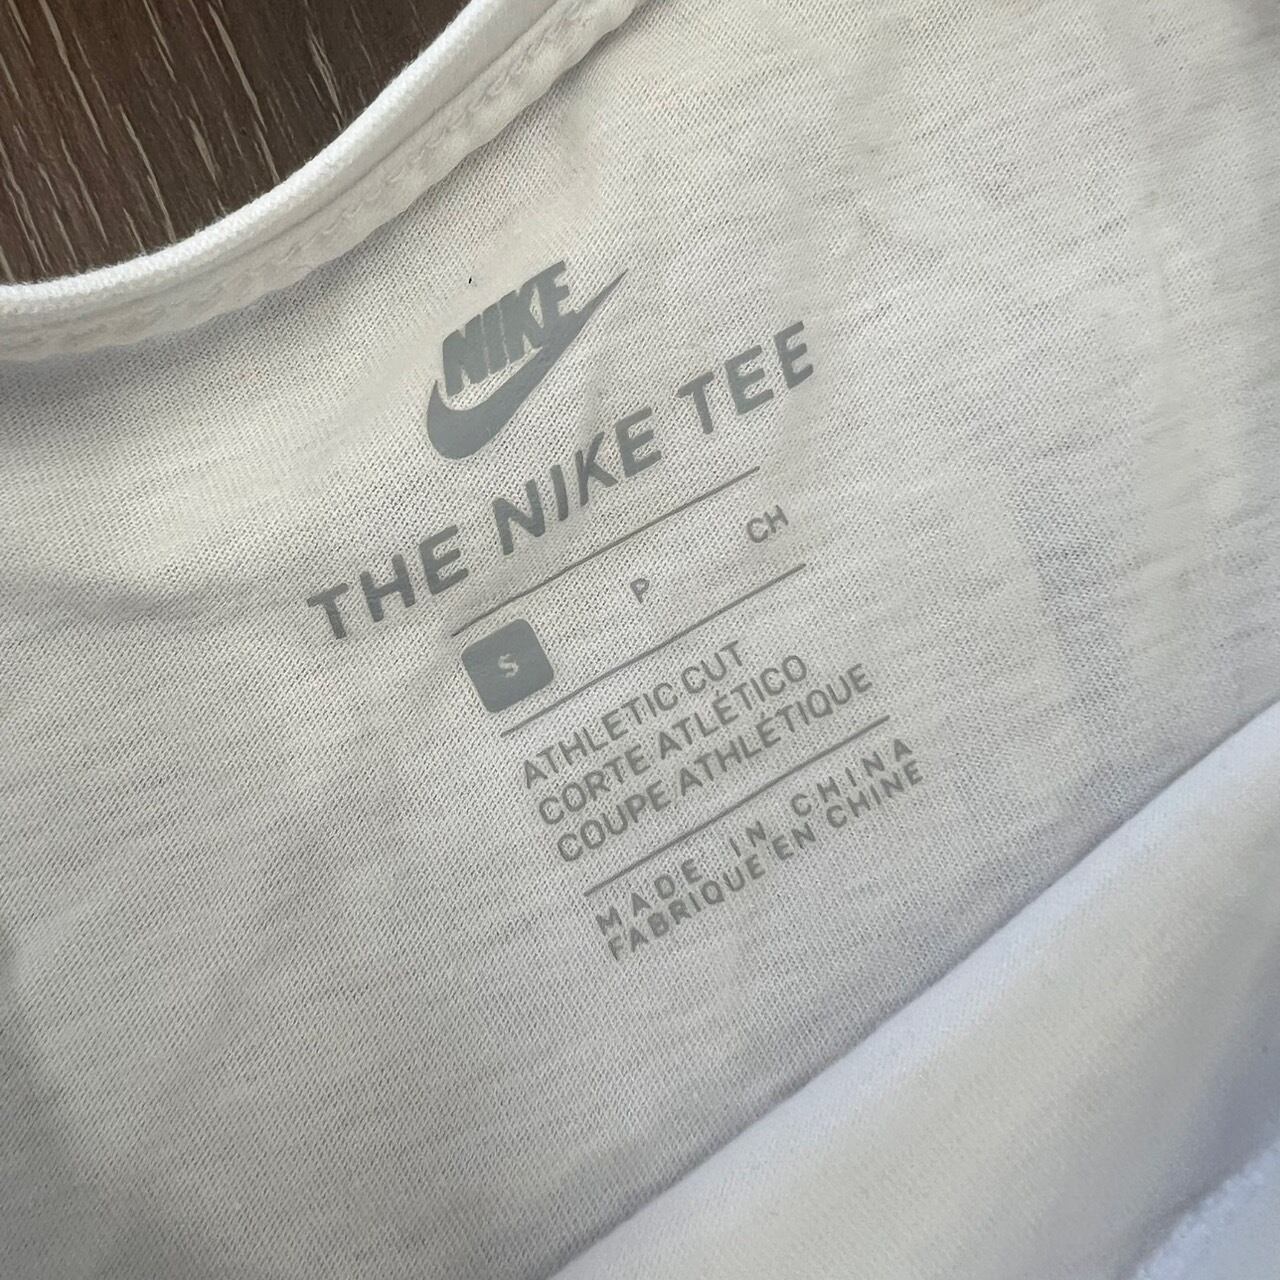 NIKE
THE NIKE TEE
S P CH
ATHLETIC CUT
CORTE ATLÉTICO
COUPE ATHLÉTIQUE
MADE IN CHINA
FABRIQUE EN CHINE